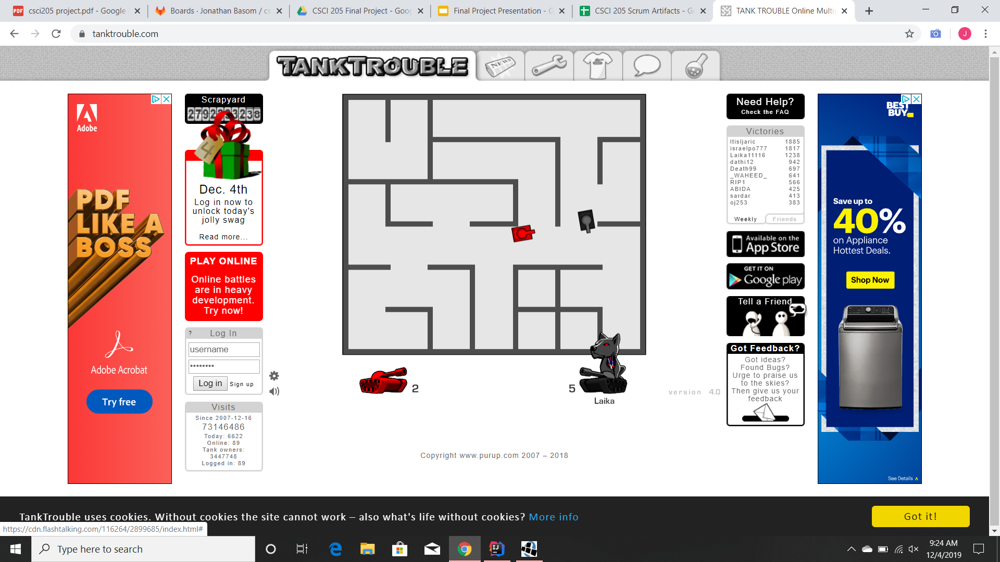 csci205 project.pdf - Google
Boards · Jonathan Basom / cs
CSCI 205 Final Project - Goog
Final Project Presentation - G
CSCI 205 Scrum Artifacts - Go
TANK TROUBLE Online Multi
tanktrouble.com
J
TANKTROUBLE
NEWS
Adobe
PDF
LIKE A
BOSS
Adobe Acrobat
Try free
Scrapyard
4
Dec. 4th
Log in now to
unlock today's
jolly swag
Read more...
PLAY ONLINE
Online battles
are in heavy
development.
Try now!
? Log In
username
••••••••
Log in Sign up
Visits
Since 2007-12-16
73146486
Today: 6622
Online: 89
Tank owners:
3447748
Logged in: 89
2
5
Laika
version 4.0
Copyright www.purup.com 2007 – 2018
Need Help?
Check the FAQ
Victories
Itisljaric 1885
israelpo777 1817
Laika11116 1238
dathi12 942
Death99 697
_WAHEED_ 641
RIP1 566
ABIDA 425
sardar 413
oj253 383
Weekly Friends
Available on the
App Store
GET IT ON
Google play
Tell a Friend
Got Feedback?
Got ideas?
Found Bugs?
Urge to praise us
to the skies?
Then give us your
feedback
BEST
BUY
Save up to
40%
on Appliance
Hottest Deals.
Shop Now
See Details
TankTrouble uses cookies. Without cookies the site cannot work – also what's life without cookies? More info
Got it!
https://cdn.flashtalking.com/116264/2899685/index.html#
Type here to search
9:24 AM
12/4/2019